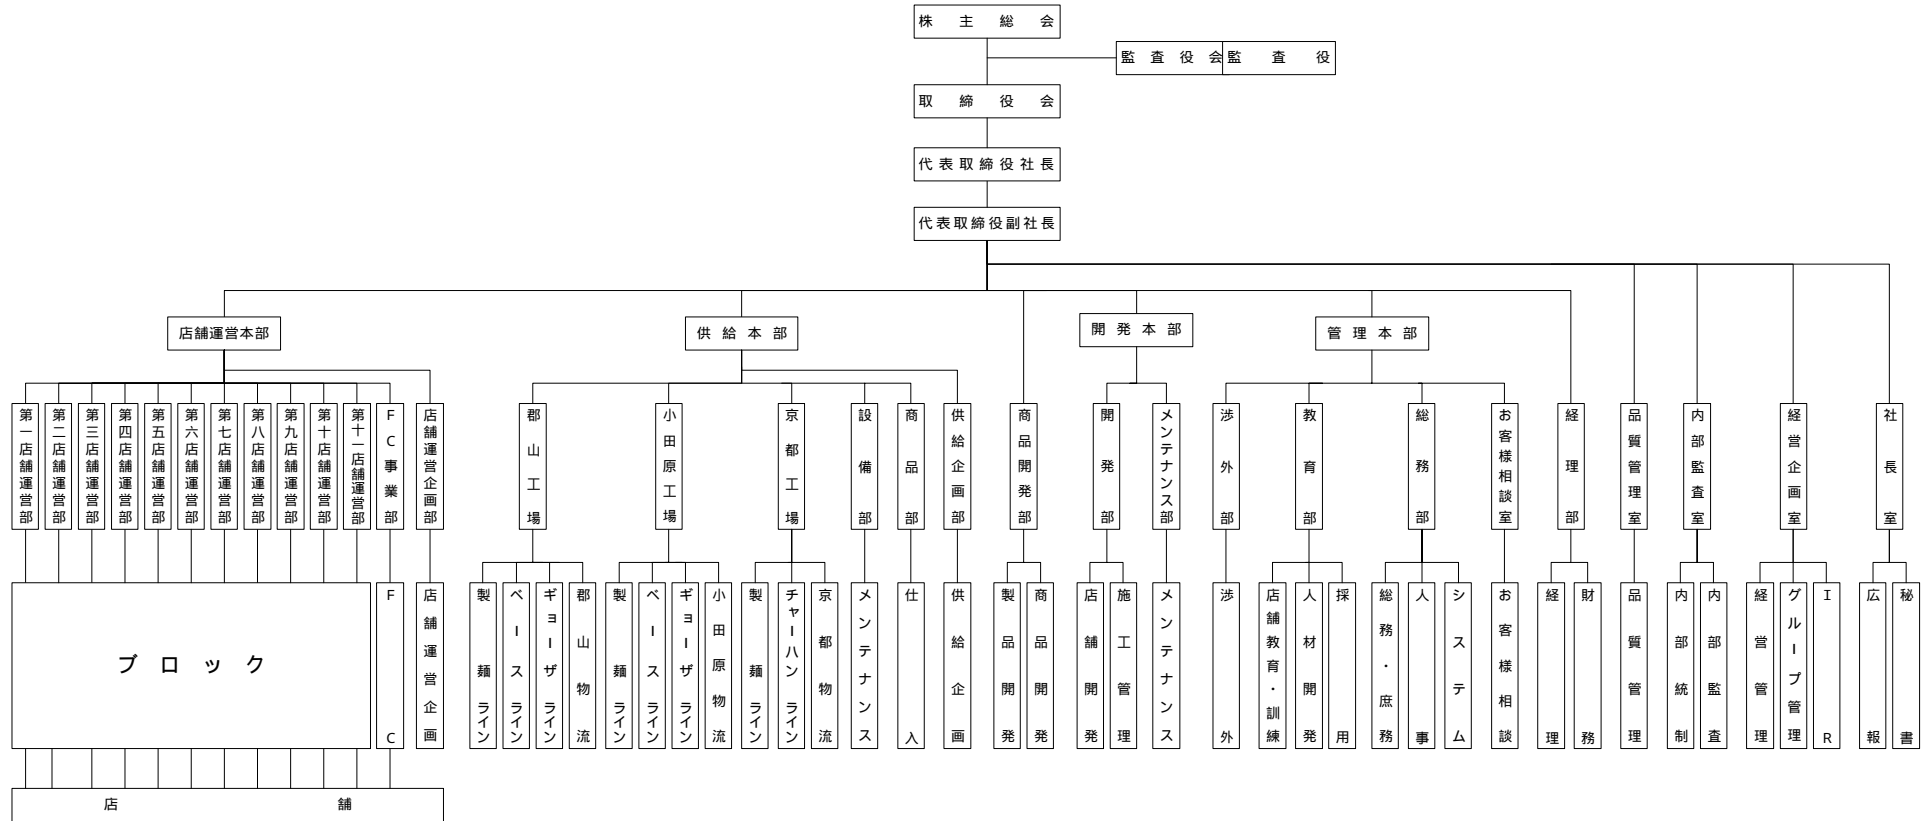 株主総会
監査役会
監査役
取締役会
代表取締役社長
代表取締役副社長
店舗運営本部
供給本部
開発本部
管理本部
第一店舗運営部
第二店舗運営部
第三店舗運営部
第四店舗運営部
第五店舗運営部
第六店舗運営部
第七店舗運営部
第八店舗運営部
第九店舗運営部
第十店舗運営部
第十一店舗運営部
FC事業部
店舗運営企画部
郡山工場
小田原工場
京都工場
設備部
商品部
供給企画部
商品開発部
開発部
メンテナンス部
渉外部
教育部
総務部
お客様相談室
経理部
品質管理室
内部監査室
経営企画室
社長室
ブロック
FC
店舗運営企画
製麺ライン
ベースライン
ギョーザライン
郡山物流
製麺ライン
ベースライン
ギョーザライン
小田原物流
製麺ライン
チャーハンライン
京都物流
メンテナンス
仕入
供給企画
製品開発
商品開発
店舗開発
施工管理
メンテナンス
渉外
店舗教育・訓練
人材開発
採用
総務・庶務
人事
システム
お客様相談
経理
財務
品質管理
内部統制
内部監査
経営管理
グループ管理
IR
広報
秘書
店舗